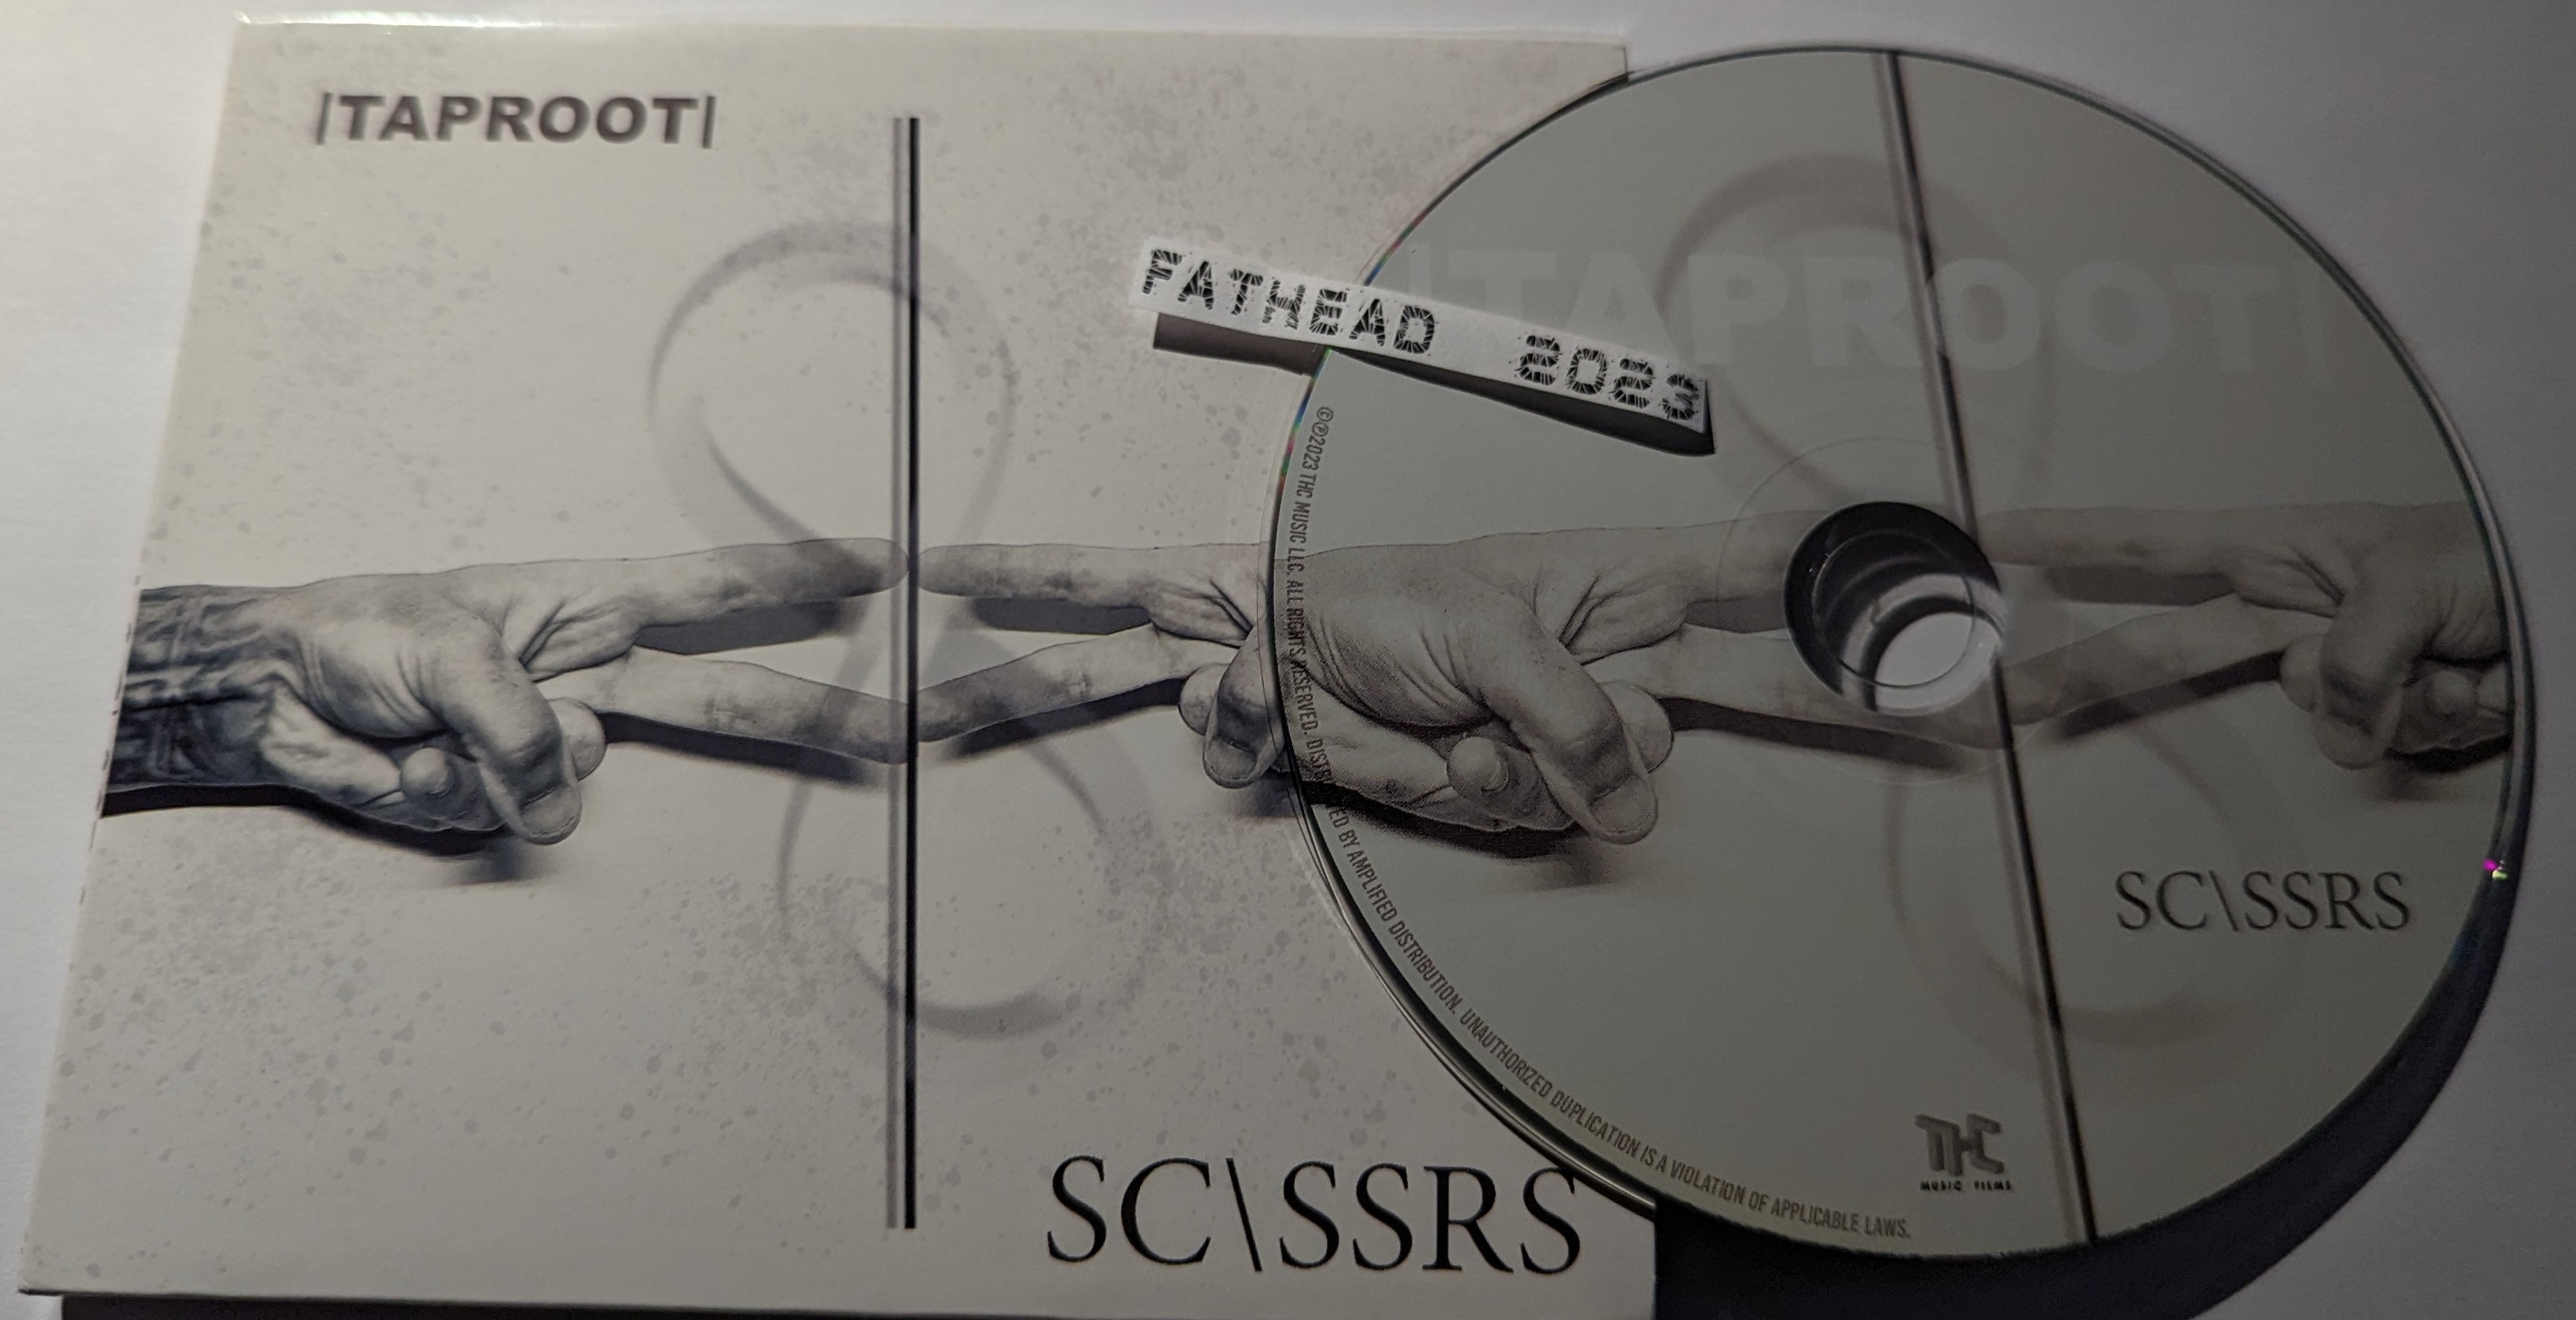 |TAPROOT|
FATHEAD 2023
|TAPROOT|
©℗2023 THC MUSIC LLC. ALL RIGHTS RESERVED. DISTRIBUTED BY AMPLIFIED DISTRIBUTION. UNAUTHORIZED DUPLICATION IS A VIOLATION OF APPLICABLE LAWS.
SC\SSRS
THC
MUSIC · FILMS
SC\SSRS